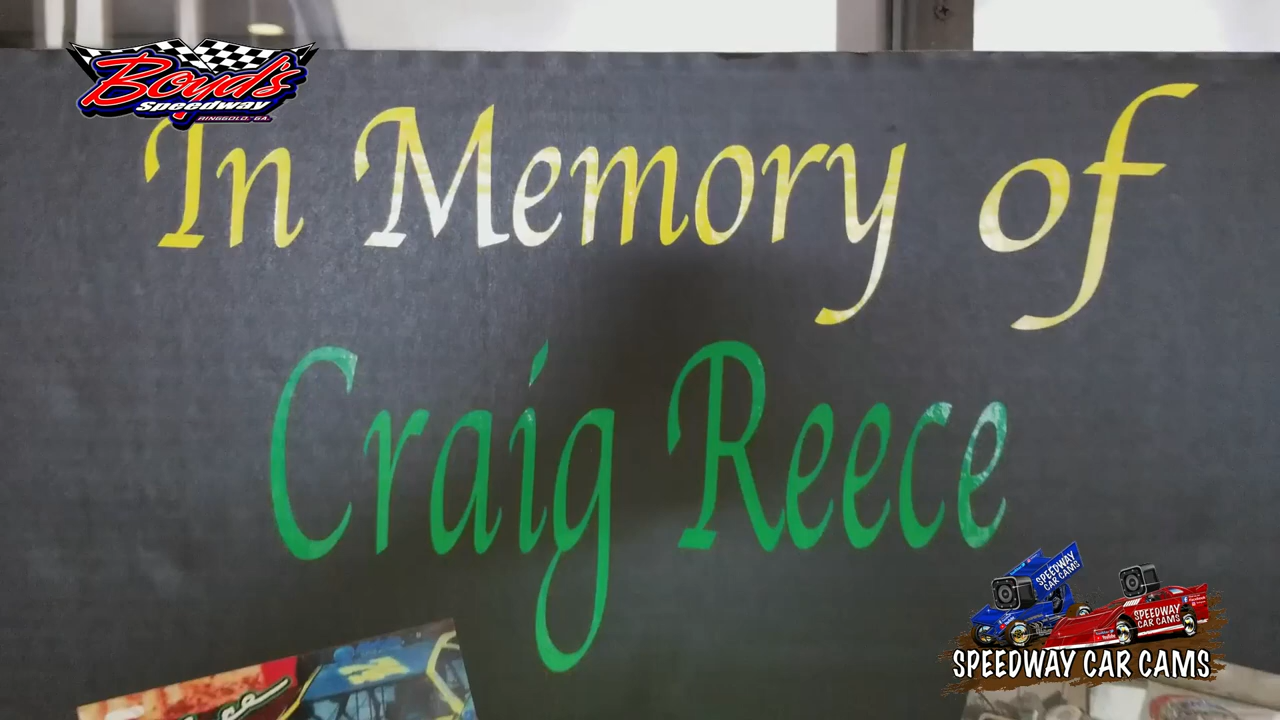 Boyd's
Speedway
RINGGOLD, GA.
In Memory of
Craig Reece
SPEEDWAY
CAR CAMS
SPEEDWAY
CAR CAMS
SPEEDWAY CAR CAMS